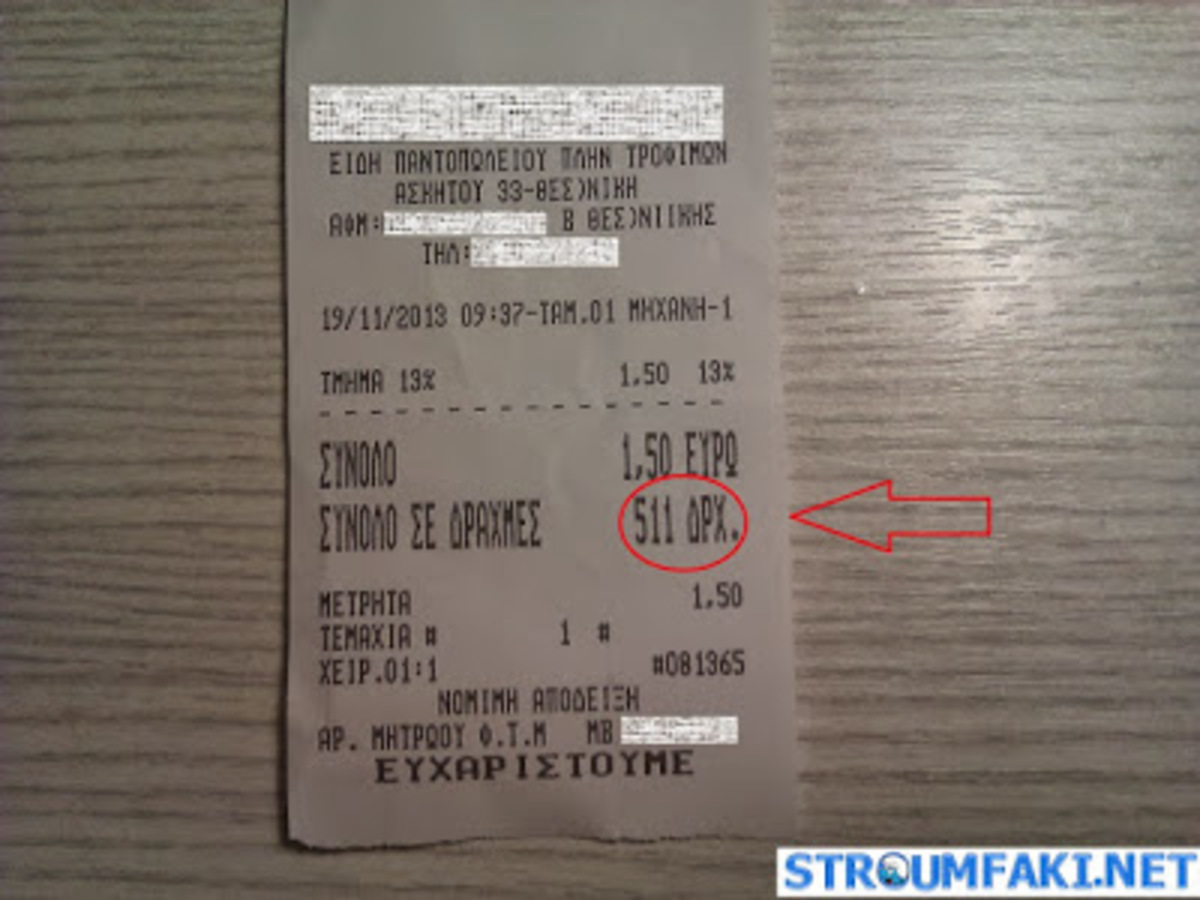 ΕΙΔΗ ΠΑΝΤΟΠΩΛΕΙΟΥ ΠΛΗΝ ΤΡΟΦΙΜΩΝ
ΑΣΚΗΤΟΥ 33-ΘΕΣ)ΝΙΚΗ
ΑΦΜ: Β ΘΕΣ)ΝΙΙΚΗΣ
ΤΗΛ:
19/11/2013 09:37-ΤΑΜ.01 ΜΗΧΑΝΗ-1
ΤΜΗΜΑ 13% 1,50 13%
ΣΥΝΟΛΟ 1,50 ΕΥΡΩ
ΣΥΝΟΛΟ ΣΕ ΔΡΑΧΜΕΣ 511 ΔΡΧ.
ΜΕΤΡΗΤΑ 1,50
ΤΕΜΑΧΙΑ # 1 #
ΧΕΙΡ.01:1 #081365
ΝΟΜΙΜΗ ΑΠΟΔΕΙΞΗ
ΑΡ. ΜΗΤΡΩΟΥ Φ.Τ.Μ ΜΒ
ΕΥΧΑΡΙΣΤΟΥΜΕ
STROUMFAKI.NET